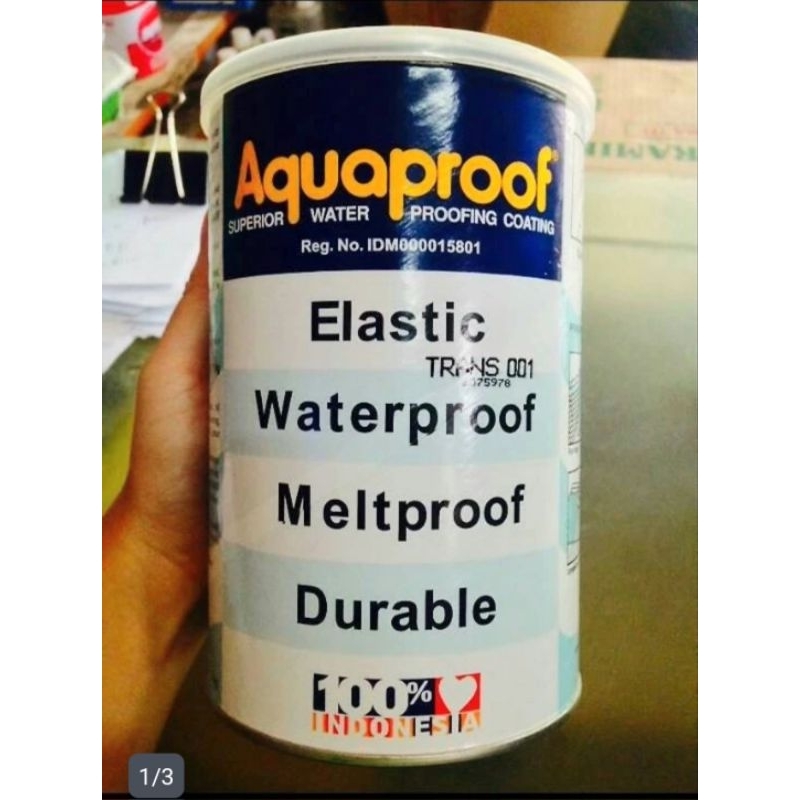 Aquaproof®
SUPERIOR WATER PROOFING COATING
Reg. No. IDM000015801
Elastic
TRANS 001
Waterproof
Meltproof
Durable
100%
INDONESIA
1/3